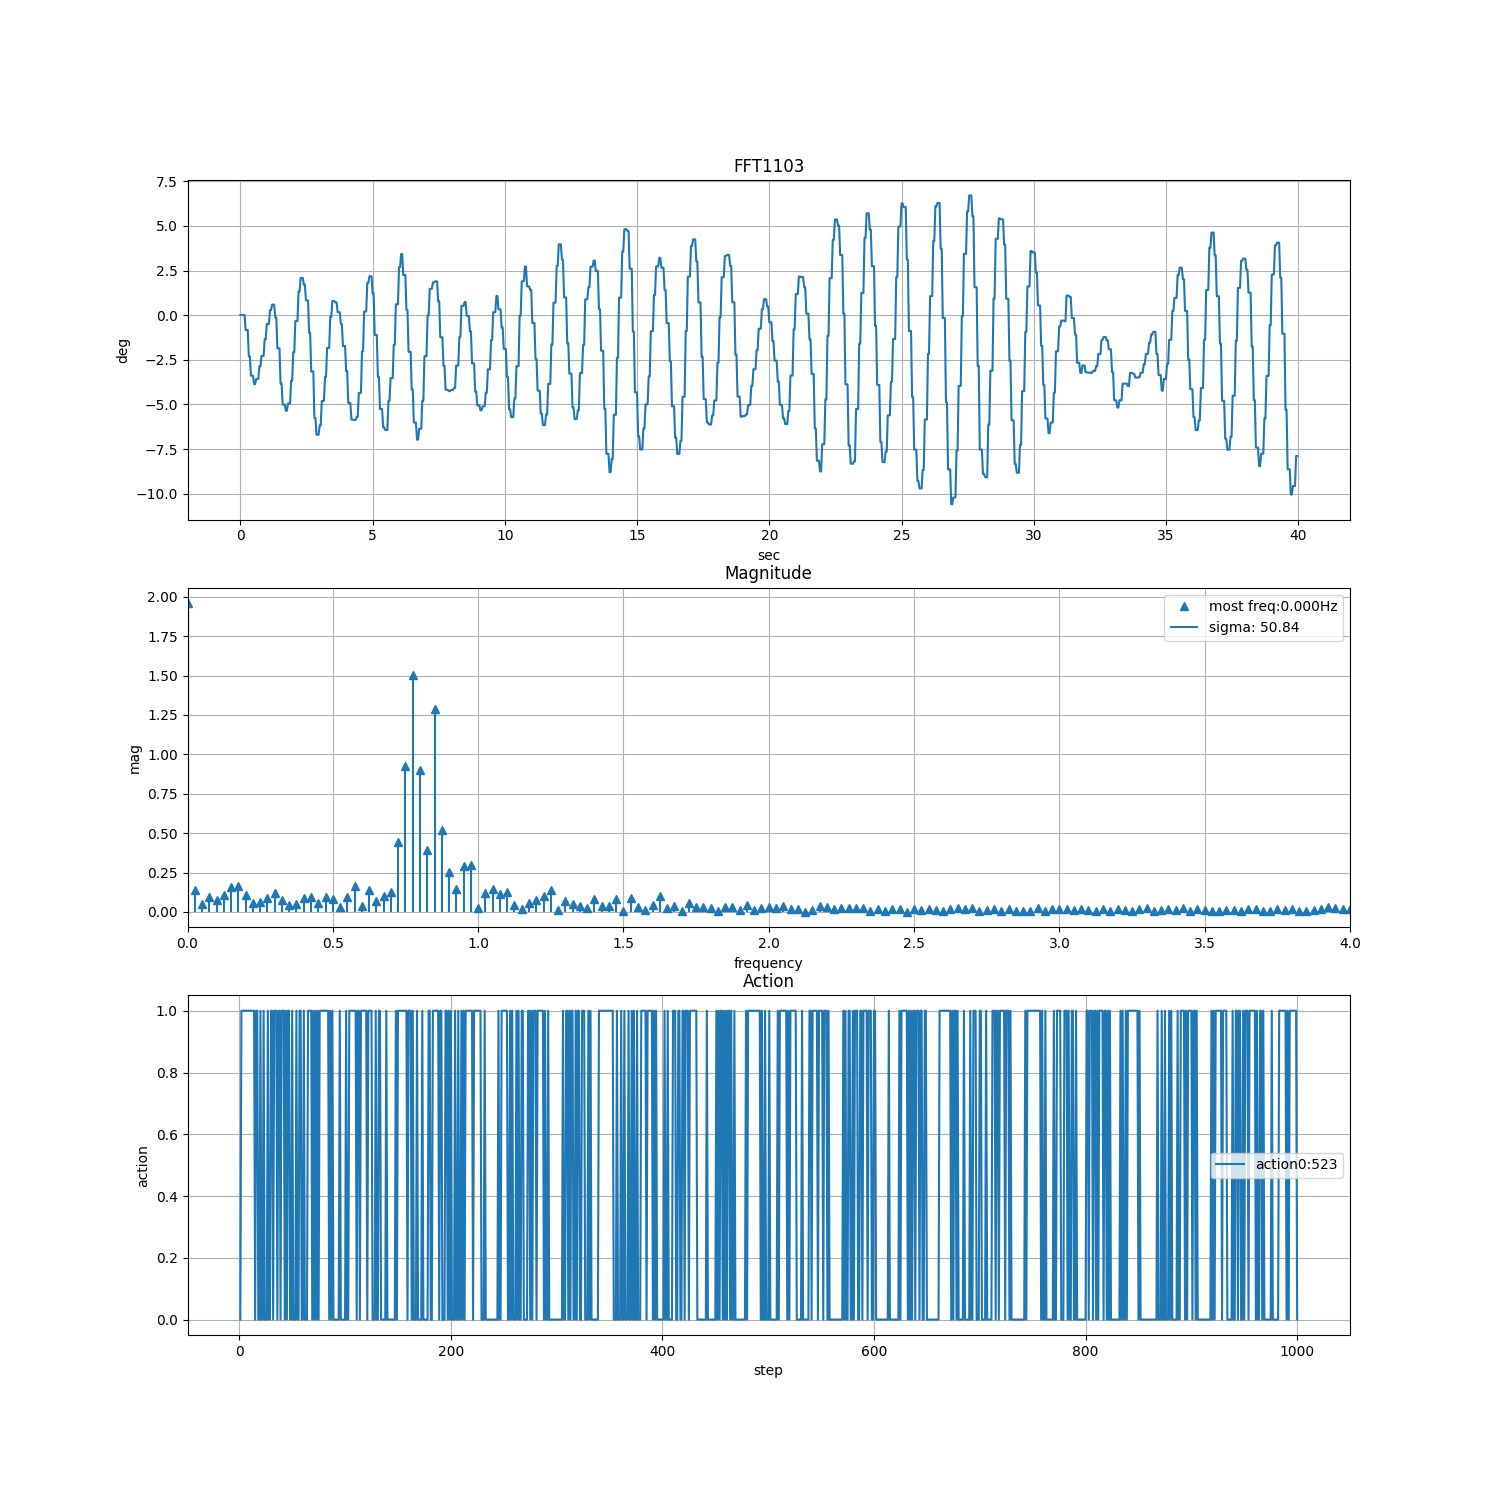 FFT1103
7.5
5.0
2.5
0.0
−2.5
−5.0
−7.5
−10.0
deg
0 5 10 15 20 25 30 35 40
sec
Magnitude
2.00
1.75
1.50
1.25
1.00
0.75
0.50
0.25
0.00
mag
most freq:0.000Hz
sigma: 50.84
0.0 0.5 1.0 1.5 2.0 2.5 3.0 3.5 4.0
frequency
Action
1.0
0.8
0.6
0.4
0.2
0.0
action
action0:523
0 200 400 600 800 1000
step